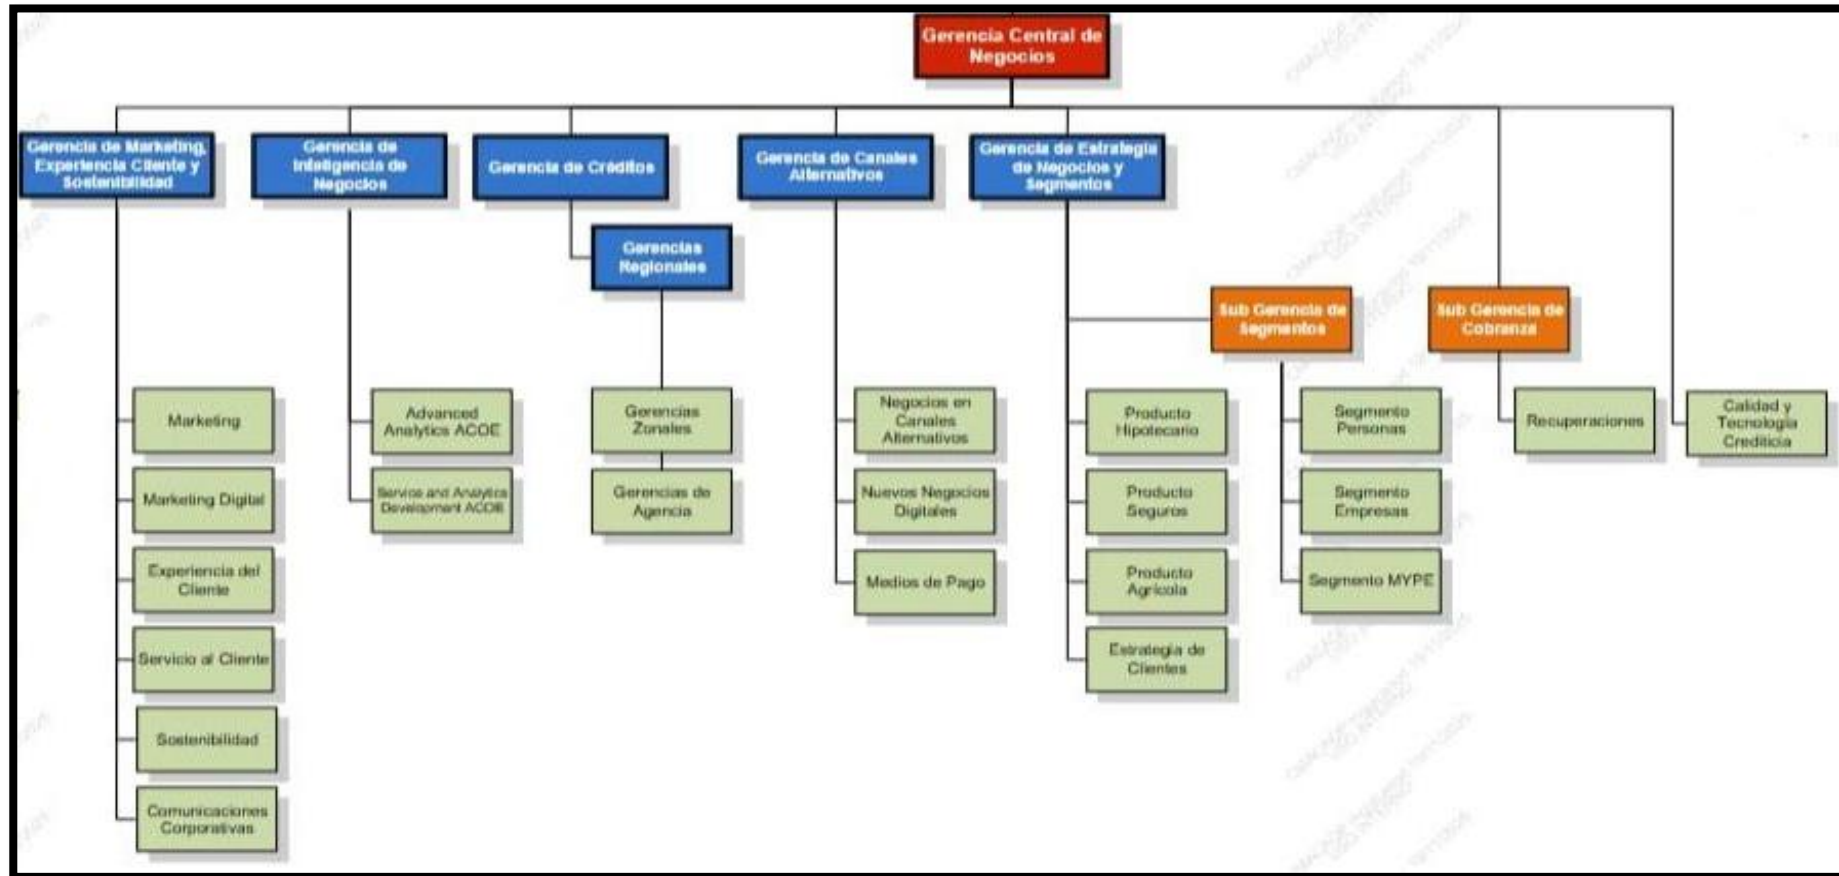 Gerencia Central de
Negocios
Gerencia de Marketing,
Experiencia Cliente y
Sostenibilidad
Gerencia de
Inteligencia de
Negocios
Gerencia de Créditos
Gerencia de Canales
Alternativos
Gerencia de Estrategia
de Negocios y
Segmentos
Gerencias
Regionales
Sub Gerencia de
Segmentos
Sub Gerencia de
Cobranza
Marketing
Advanced
Analytics ACOE
Gerencias
Zonales
Negocios en
Canales
Alternativos
Producto
Hipotecario
Segmento
Personas
Recuperaciones
Calidad y
Tecnología
Crediticia
Marketing Digital
Service and Analytics
Development ACOE
Gerencias de
Agencia
Nuevos Negocios
Digitales
Producto
Seguros
Segmento
Empresas
Experiencia del
Cliente
Medios de Pago
Producto
Agrícola
Segmento MYPE
Servicio al Cliente
Estrategia de
Clientes
Sostenibilidad
Comunicaciones
Corporativas